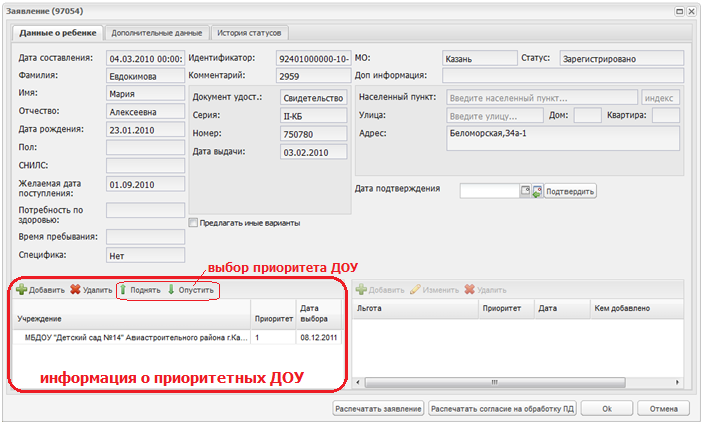 Заявление (97054)
Данные о ребенке Дополнительные данные История статусов
Дата составления: 04.03.2010 00:00: Идентификатор: 92401000000-10- МО: Казань Статус: Зарегистрировано
Фамилия: Евдокимова Комментарий: 2959 Доп информация:
Имя: Мария Документ удост.: Свидетельство Населенный пункт: Введите населенный пункт... индекс
Отчество: Алексеевна Серия: II-КБ Улица: Введите улицу... Дом: Квартира:
Дата рождения: 23.01.2010 Номер: 750780 Адрес: Беломорская,34а-1
Пол: Дата выдачи: 03.02.2010
СНИЛС:
Желаемая дата
поступления: 01.09.2010 Дата подтверждения Подтвердить
Потребность по
здоровью: Предлагать иные варианты
Время пребывания:
Специфика: Нет
выбор приоритета ДОУ
Добавить Удалить Поднять Опустить Добавить Изменить Удалить
Учреждение Приоритет Дата
выбора Льгота Приоритет Дата Кем добавлено
МБДОУ "Детский сад №14" Авиастроительного района г.Ка... 1 08.12.2011
информация о приоритетных ДОУ
Распечатать заявление Распечатать согласие на обработку ПД Ok Отмена